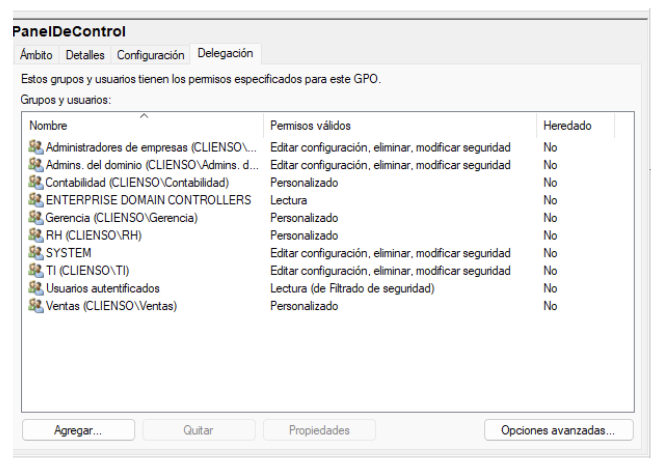 PanelDeContrl
Ámbito Detalles Configuración Delegación
Estos grupos y usuarios tienen los permisos especificados para este GPO.
Grupos y usuarios:
Nombre Permisos válidos Heredado
Administradores de empresas (CLIENSO\... Editar configuración, eliminar, modificar seguridad No
Admins. del dominio (CLIENSO\Admins. d... Editar configuración, eliminar, modificar seguridad No
Contabilidad (CLIENSO\Contabilidad) Personalizado No
ENTERPRISE DOMAIN CONTROLLERS Lectura No
Gerencia (CLIENSO\Gerencia) Personalizado No
RH (CLIENSO\RH) Personalizado No
SYSTEM Editar configuración, eliminar, modificar seguridad No
TI (CLIENSO\TI) Editar configuración, eliminar, modificar seguridad No
Usuarios autentificados Lectura (de Filtrado de seguridad) No
Ventas (CLIENSO\Ventas) Personalizado No
Agregar... Quitar Propiedades Opciones avanzadas...